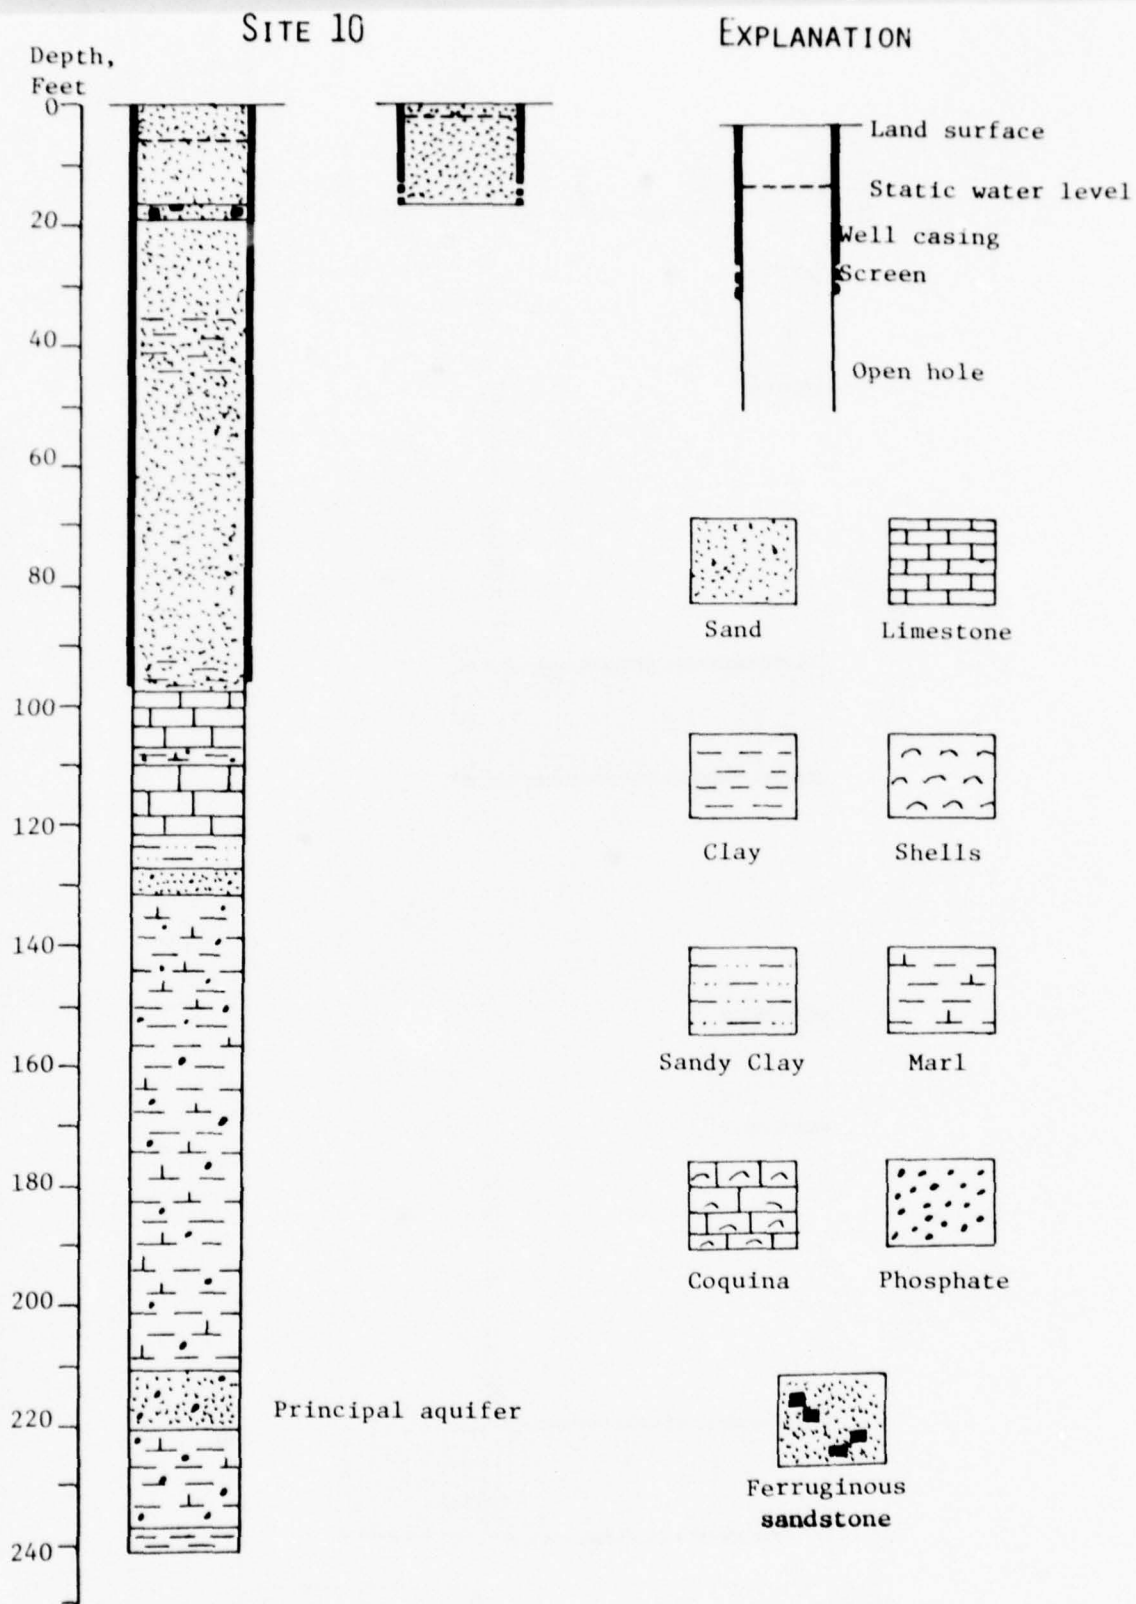 SITE 10
EXPLANATION
Depth,
Feet
0
20
40
60
80
100
120
140
160
180
200
220
240
Land surface
Static water level
Well casing
Screen
Open hole
Sand
Limestone
Clay
Shells
Sandy Clay
Marl
Coquina
Phosphate
Ferruginous
sandstone
Principal aquifer